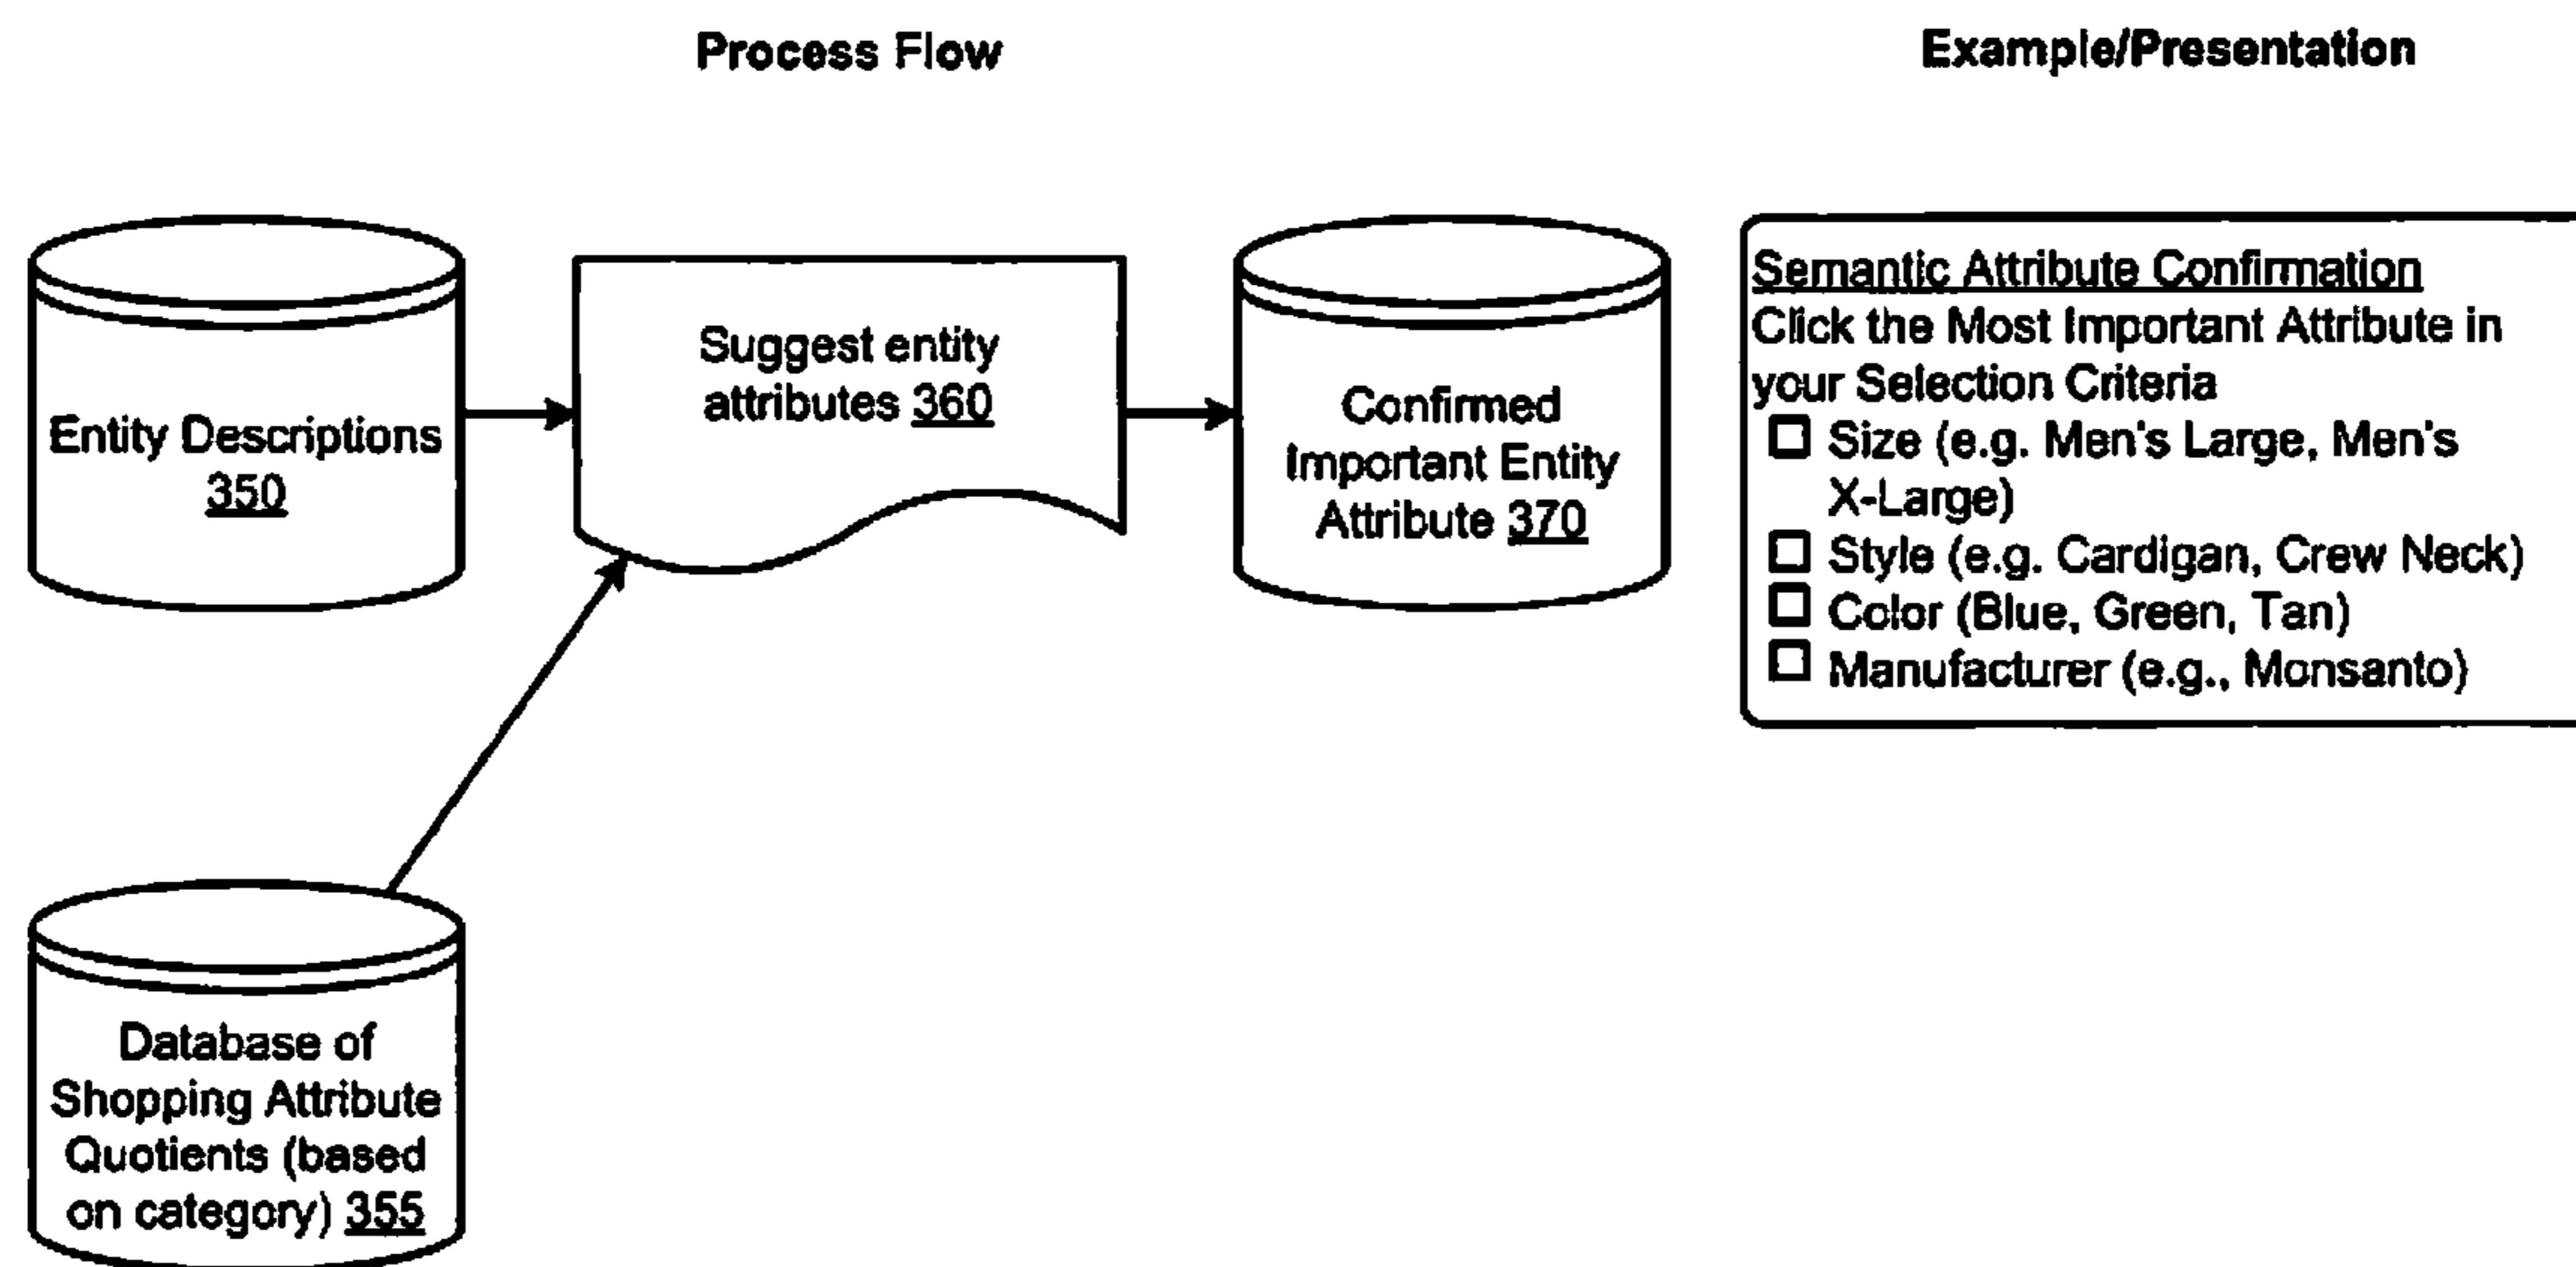 Process Flow
Example/Presentation
Entity Descriptions
350
Suggest entity
attributes 360
Confirmed
Important Entity
Attribute 370
Semantic Attribute Confirmation
Click the Most Important Attribute in
your Selection Criteria
Size (e.g. Men's Large, Men's
X-Large)
Style (e.g. Cardigan, Crew Neck)
Color (Blue, Green, Tan)
Manufacturer (e.g., Monsanto)
Database of
Shopping Attribute
Quotients (based
on category) 355